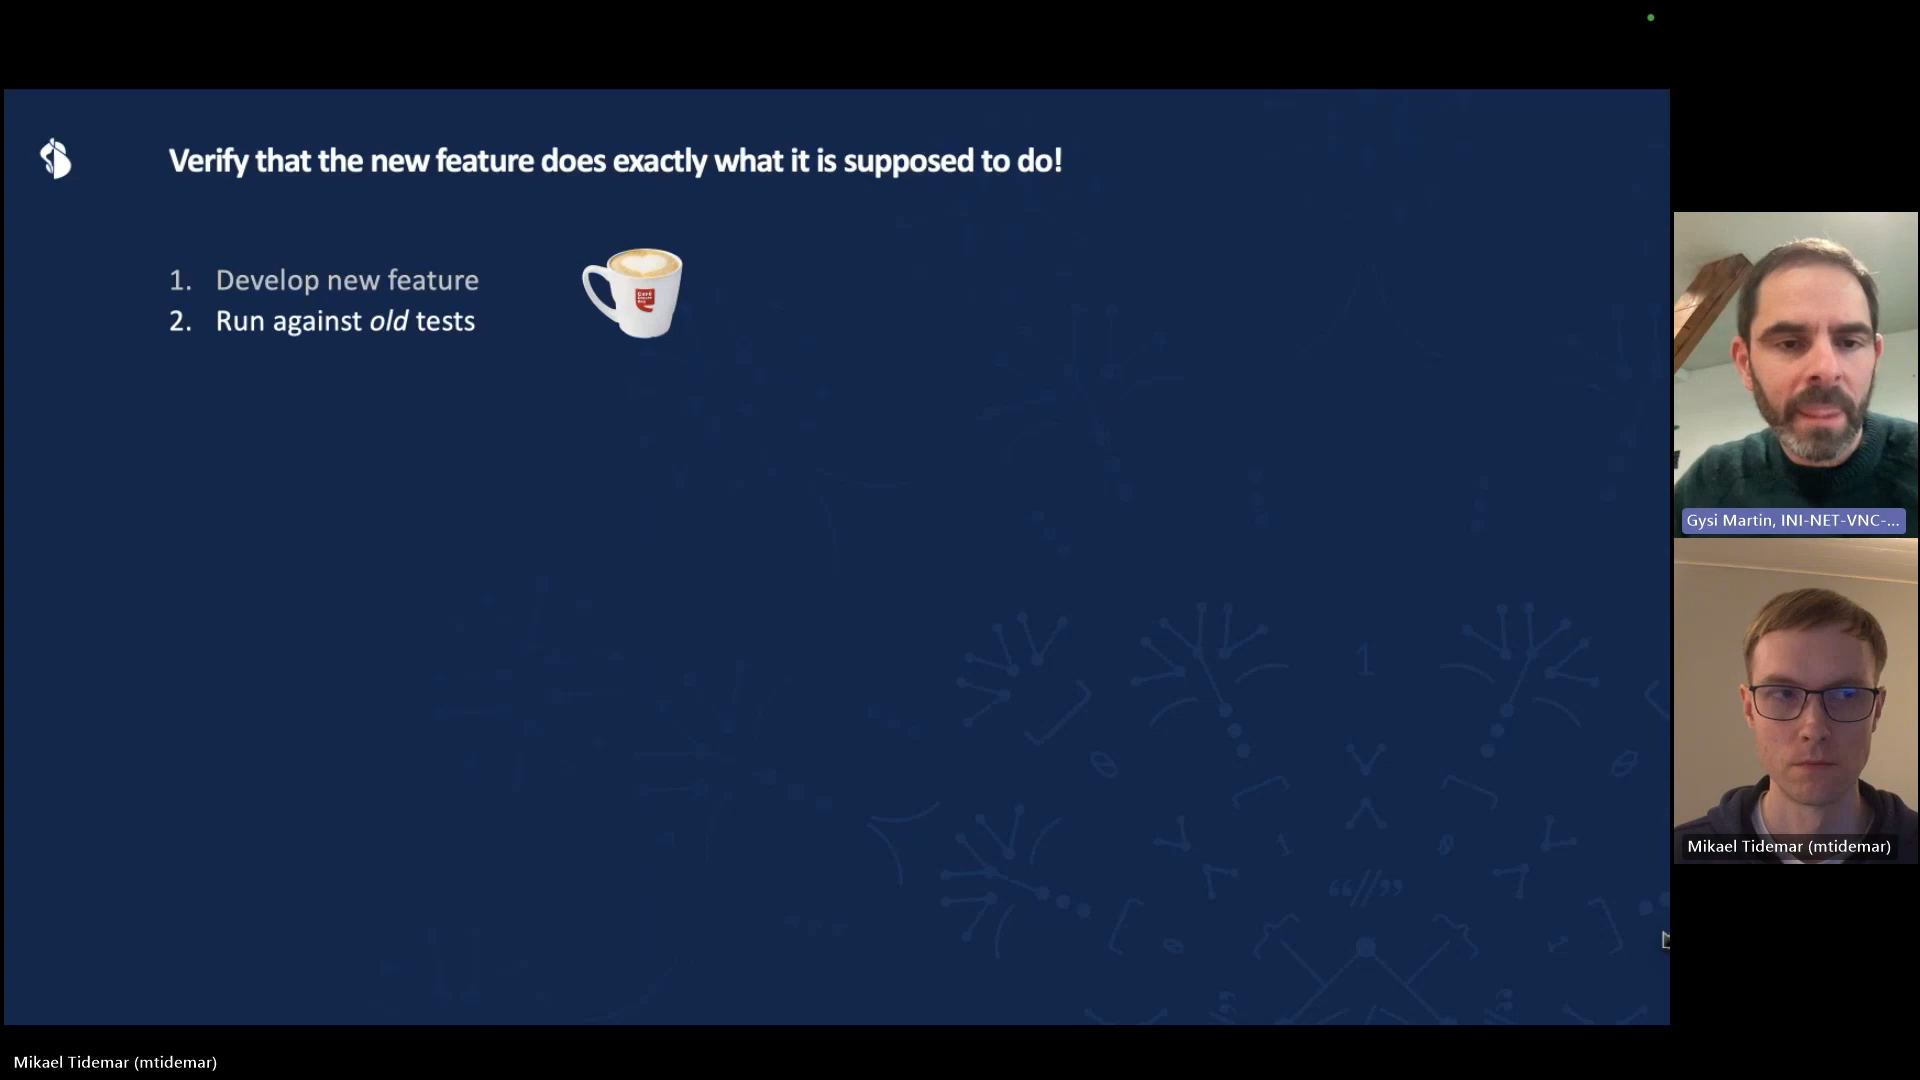 Verify that the new feature does exactly what it is supposed to do!
1. Develop new feature
2. Run against old tests
Gysi Martin, INI-NET-VNC-...
Mikael Tidemar (mtidemar)
Mikael Tidemar (mtidemar)